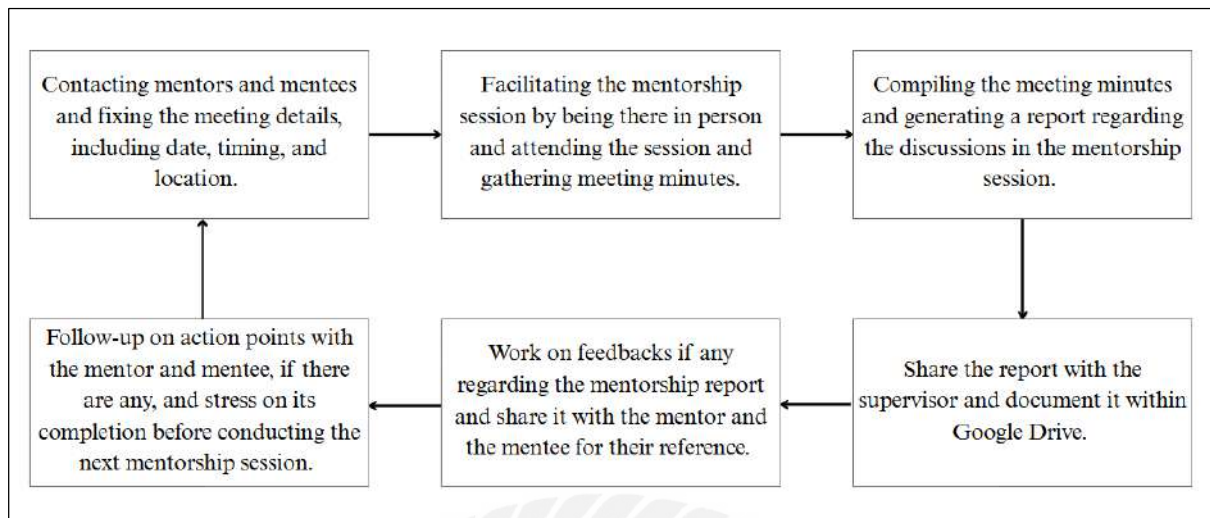 Contacting mentors and mentees
and fixing the meeting details,
including date, timing, and
location.
Facilitating the mentorship
session by being there in person
and attending the session and
gathering meeting minutes.
Compiling the meeting minutes
and generating a report regarding
the discussions in the mentorship
session.
Share the report with the
supervisor and document it within
Google Drive.
Work on feedbacks if any
regarding the mentorship report
and share it with the mentor and
the mentee for their reference.
Follow-up on action points with
the mentor and mentee, if there
are any, and stress on its
completion before conducting the
next mentorship session.